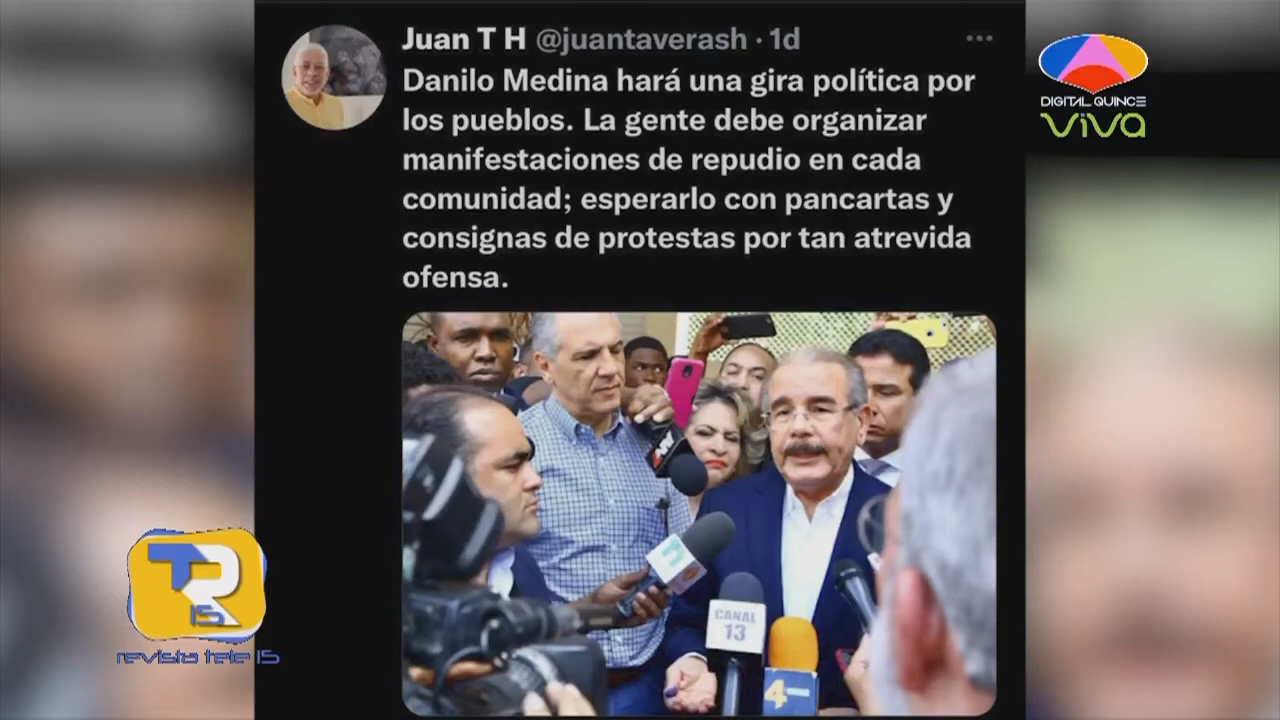 Juan T H @juantaverash · 1d
Danilo Medina hará una gira política por
los pueblos. La gente debe organizar
manifestaciones de repudio en cada
comunidad; esperarlo con pancartas y
consignas de protestas por tan atrevida
ofensa.
DIGITAL QUINCE
VIVA
CANAL
13
4
TR
15
revista tele 15